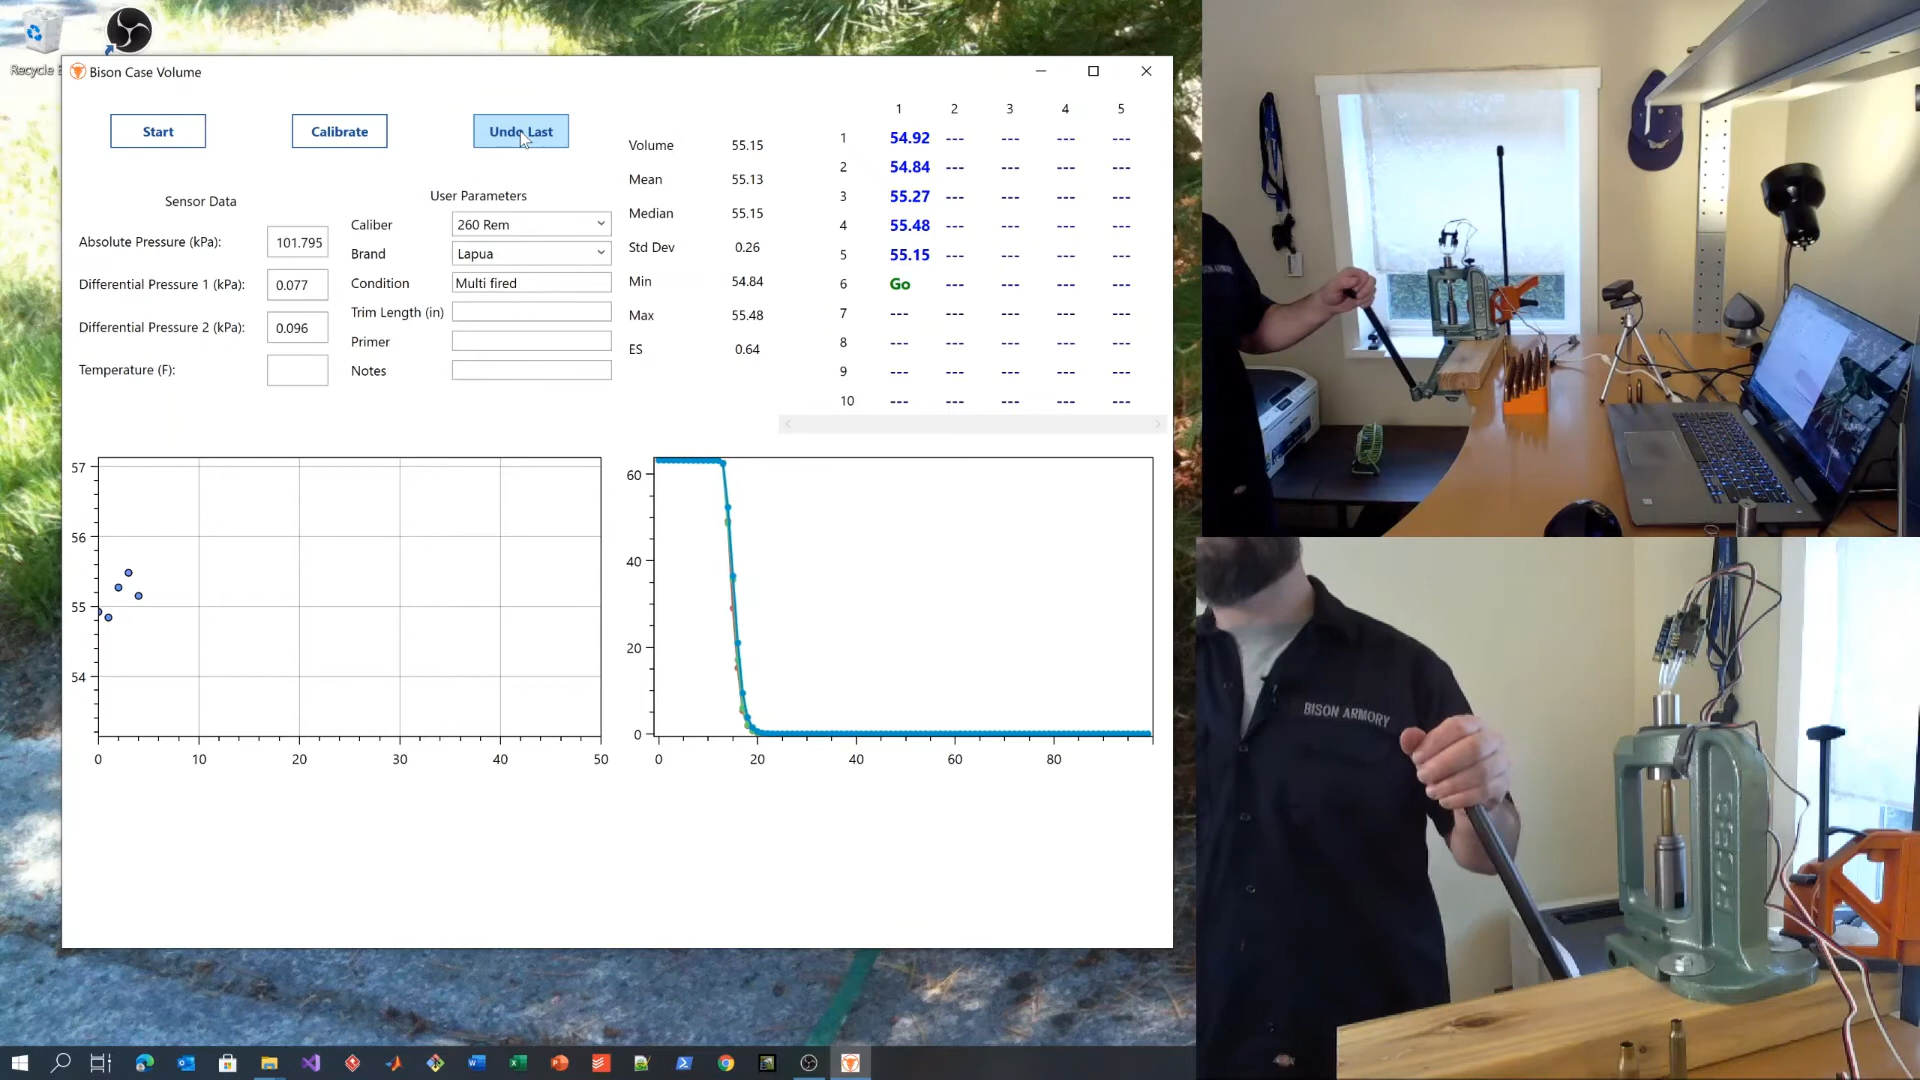 Recycle
Bison Case Volume
Start
Calibrate
Undo Last
Sensor Data
Absolute Pressure (kPa): 101.795
Differential Pressure 1 (kPa): 0.077
Differential Pressure 2 (kPa): 0.096
Temperature (F):
User Parameters
Caliber 260 Rem
Brand Lapua
Condition Multi fired
Trim Length (in)
Primer
Notes
Volume 55.15
Mean 55.13
Median 55.15
Std Dev 0.26
Min 54.84
Max 55.48
ES 0.64
1 2 3 4 5
1 54.92 --- --- --- ---
2 54.84 --- --- --- ---
3 55.27 --- --- --- ---
4 55.48 --- --- --- ---
5 55.15 --- --- --- ---
6 Go --- --- --- ---
7 --- --- --- --- ---
8 --- --- --- --- ---
9 --- --- --- --- ---
10 --- --- --- --- ---
57
56
55
54
0 10 20 30 40 50
60
40
20
0
0 20 40 60 80
BISON ARMORY